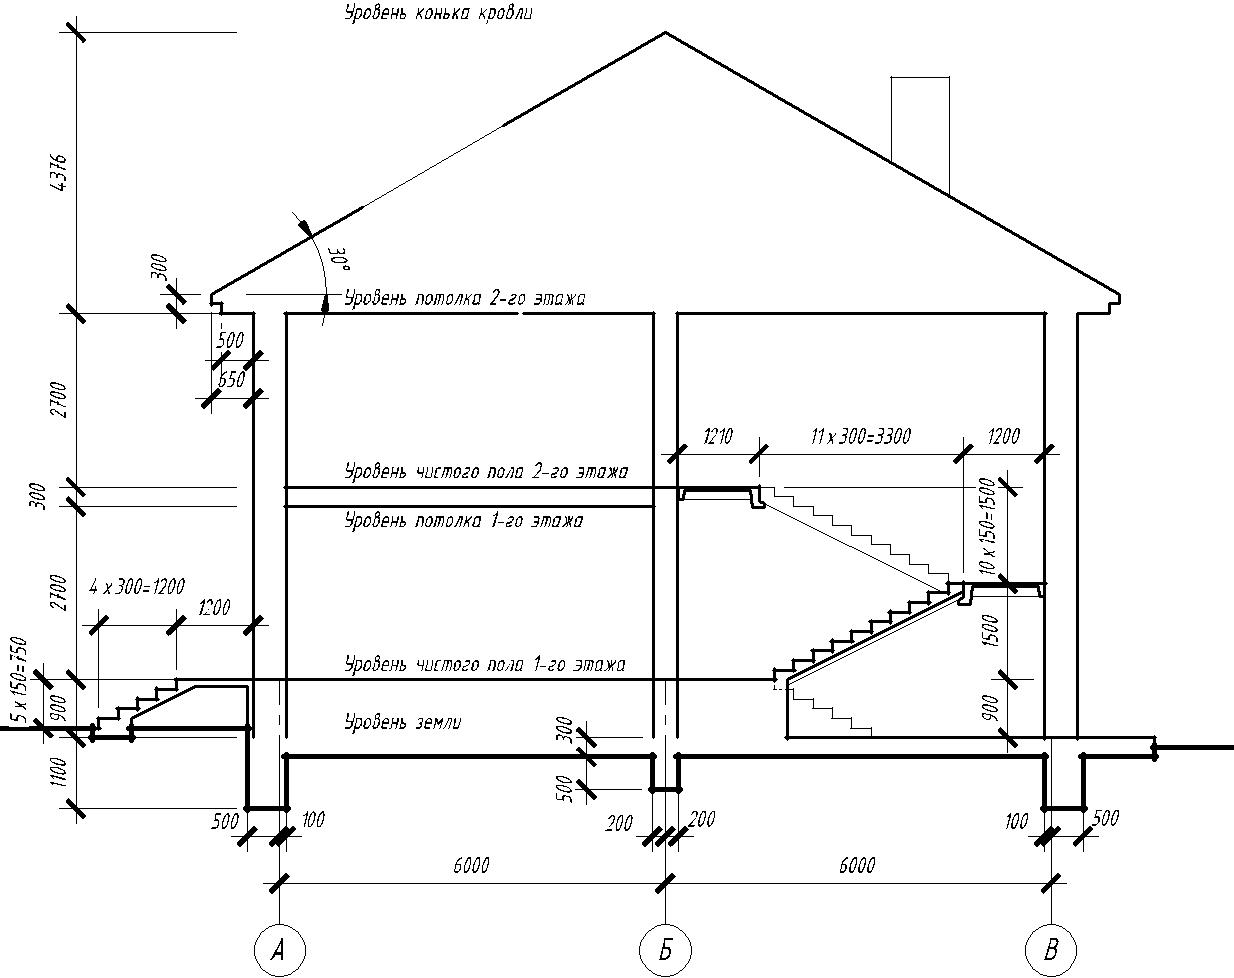 Уровень конька кровли
4376
30°
300
Уровень потолка 2-го этажа
500
650
2700
1210
11 x 300=3300
1200
Уровень чистого пола 2-го этажа
300
Уровень потолка 1-го этажа
10 x 150=1500
2700
4 x 300=1200
1200
1500
Уровень чистого пола 1-го этажа
5 x 150=750
900
Уровень земли
900
300
1100
500
500
100
200
200
100
500
6000
6000
А
Б
В